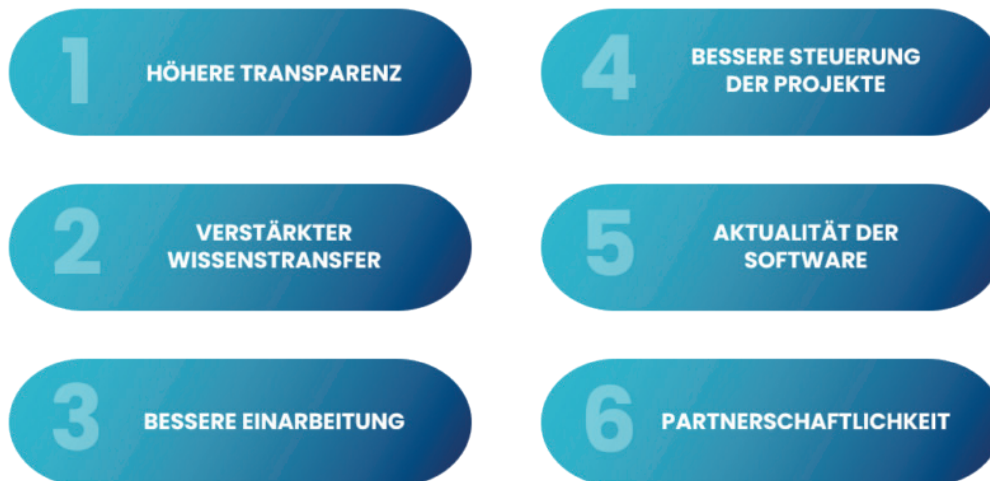 1
HÖHERE TRANSPARENZ
2
VERSTÄRKTER
WISSENSTRANSFER
3
BESSERE EINARBEITUNG
4
BESSERE STEUERUNG
DER PROJEKTE
5
AKTUALITÄT DER
SOFTWARE
6
PARTNERSCHAFTLICHKEIT